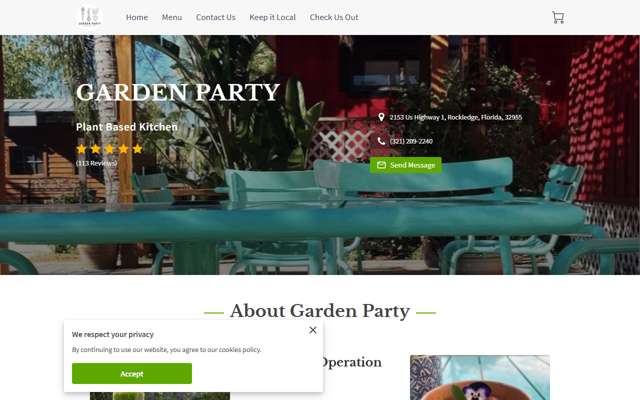 GARDEN PARTY
Home
Menu
Contact Us
Keep it Local
Check Us Out
GARDEN PARTY
Plant Based Kitchen
(113 Reviews)
2153 Us Highway 1, Rockledge, Florida, 32955
(321) 209-2240
Send Message
About Garden Party
Operation
We respect your privacy
By continuing to use our website, you agree to our cookies policy.
Accept